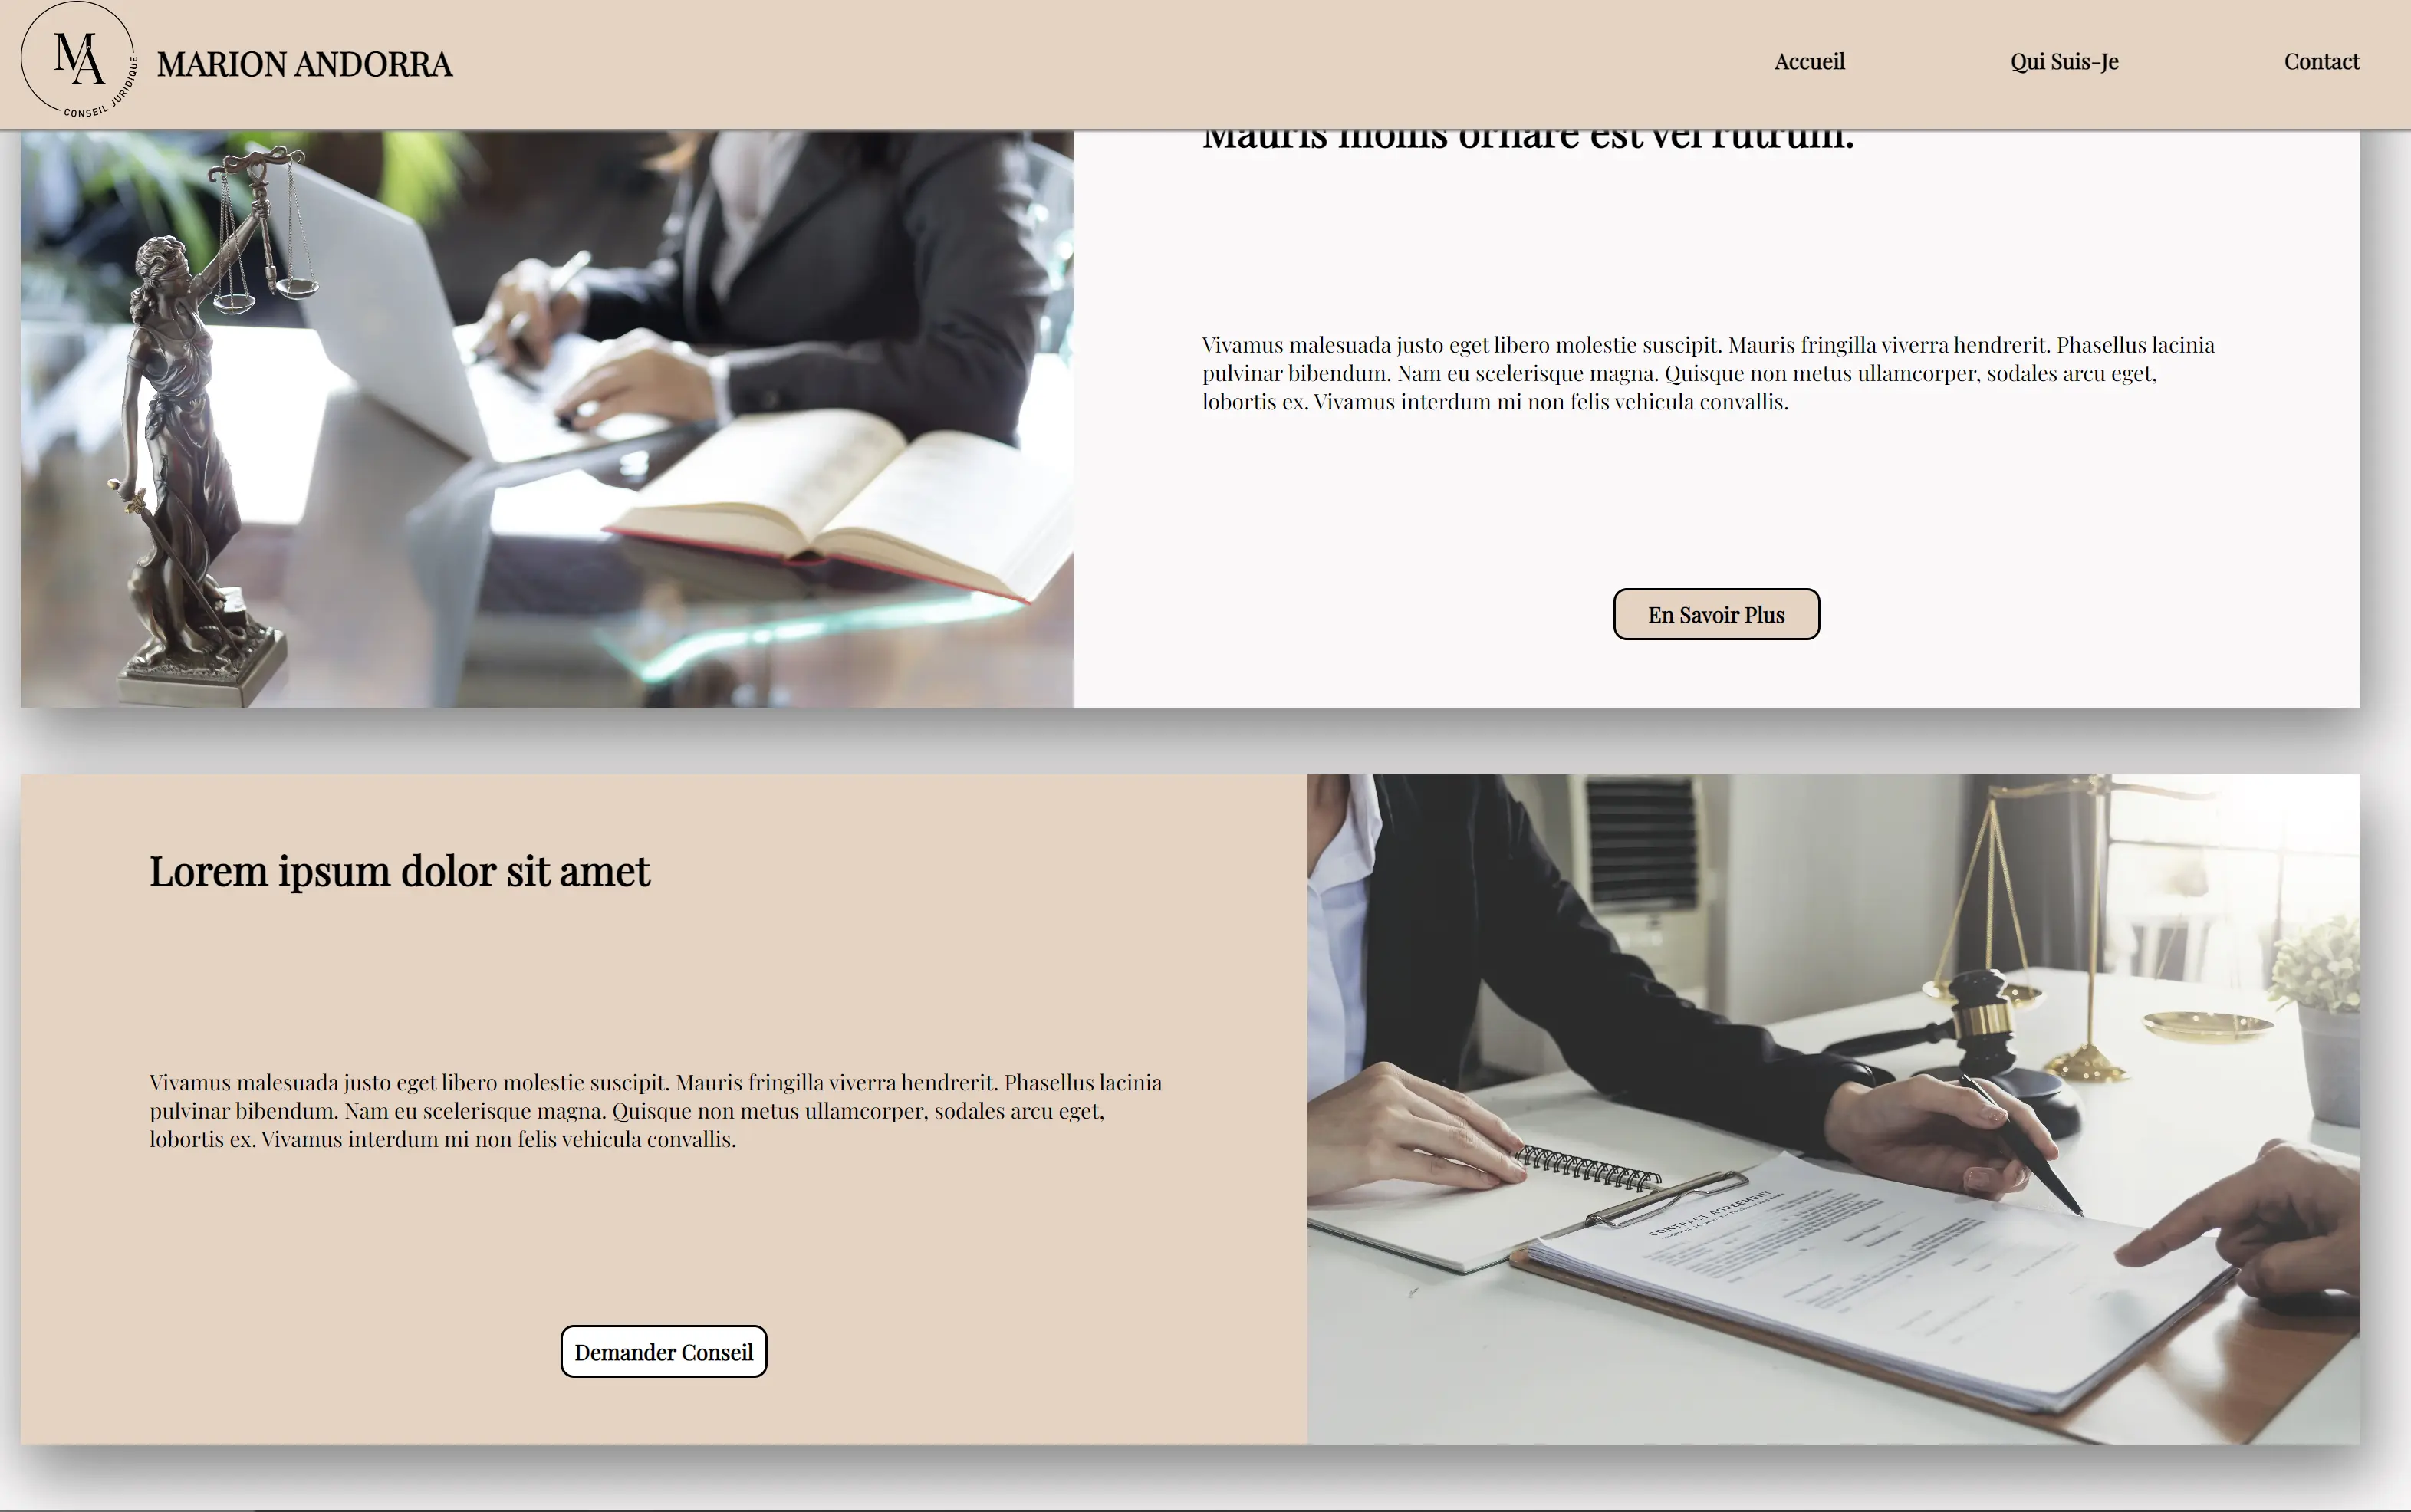 MA
CONSEIL JURIDIQUE
MARION ANDORRA
Accueil
Qui Suis-Je
Contact
Mauris mollis ornare est vel rutrum.
Vivamus malesuada justo eget libero molestie suscipit. Mauris fringilla viverra hendrerit. Phasellus lacinia
pulvinar bibendum. Nam eu scelerisque magna. Quisque non metus ullamcorper, sodales arcu eget,
lobortis ex. Vivamus interdum mi non felis vehicula convallis.
En Savoir Plus
Lorem ipsum dolor sit amet
Vivamus malesuada justo eget libero molestie suscipit. Mauris fringilla viverra hendrerit. Phasellus lacinia
pulvinar bibendum. Nam eu scelerisque magna. Quisque non metus ullamcorper, sodales arcu eget,
lobortis ex. Vivamus interdum mi non felis vehicula convallis.
Demander Conseil
CONTRACT AGREEMENT